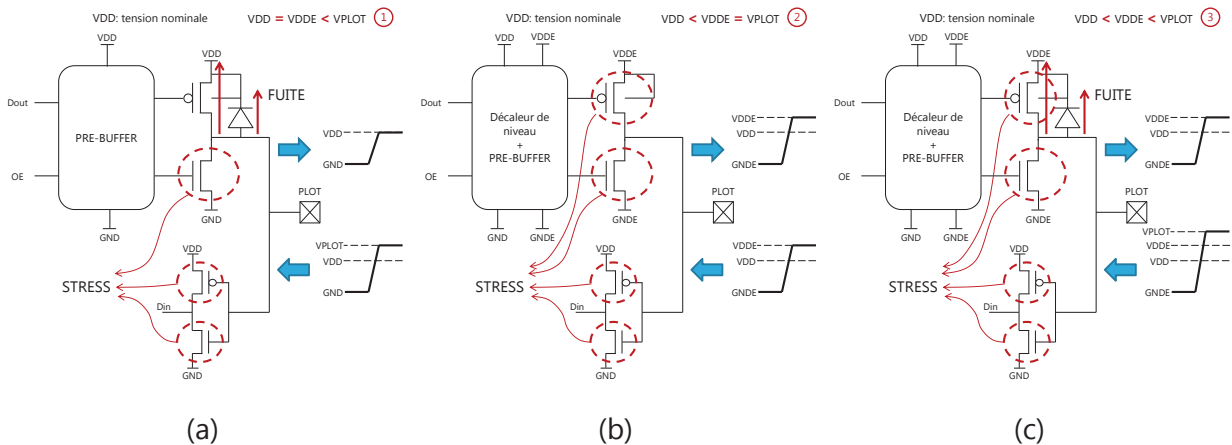 VDD: tension nominale
VDD = VDDE < VPLOT 1
VDD
PRE-BUFFER
Dout
OE
GND
VDD
FUITE
GND
VDD
GND
PLOT
VPLOT
VDD
GND
STRESS
VDD
Din
GND
(a)
VDD: tension nominale
VDD < VDDE = VPLOT 2
VDD
VDDE
Décaleur de
niveau
+
PRE-BUFFER
Dout
OE
GND
GNDE
VDDE
GNDE
VDDE
VDD
GNDE
PLOT
VDDE
VDD
GNDE
STRESS
VDD
Din
GND
(b)
VDD: tension nominale
VDD < VDDE < VPLOT 3
VDD
VDDE
Décaleur de
niveau
+
PRE-BUFFER
Dout
OE
GND
GNDE
VDDE
FUITE
GNDE
VDDE
VDD
GNDE
PLOT
VPLOT
VDDE
VDD
GNDE
STRESS
VDD
Din
GND
(c)